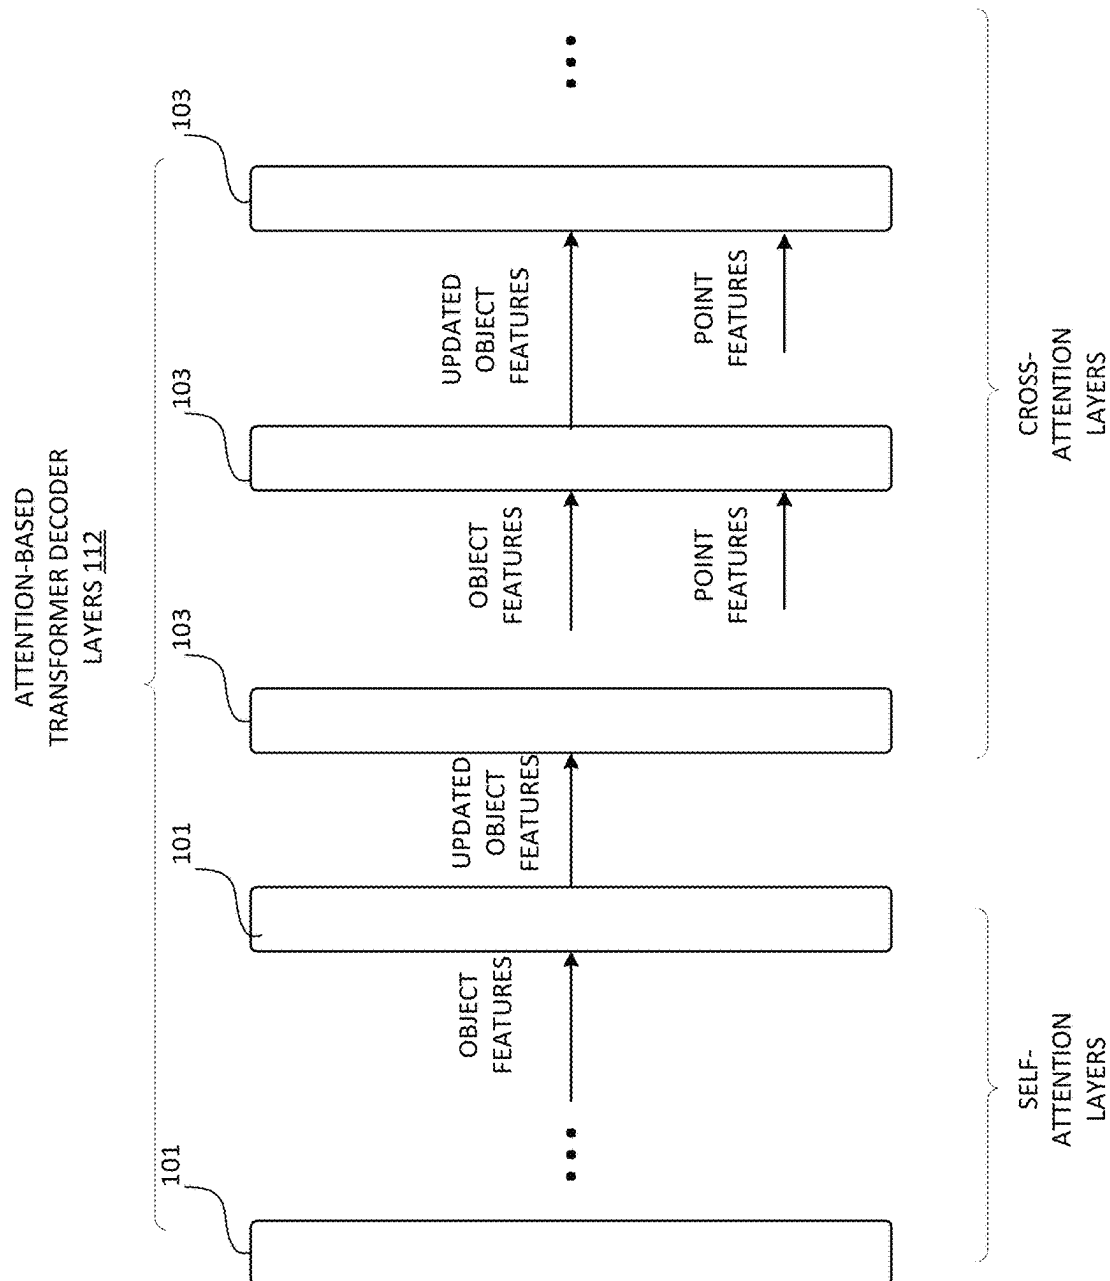 ATTENTION-BASED
TRANSFORMER DECODER
LAYERS 112
101
101
103
103
103
OBJECT
FEATURES
UPDATED
OBJECT
FEATURES
OBJECT
FEATURES
UPDATED
OBJECT
FEATURES
POINT
FEATURES
POINT
FEATURES
SELF-
ATTENTION
LAYERS
CROSS-
ATTENTION
LAYERS